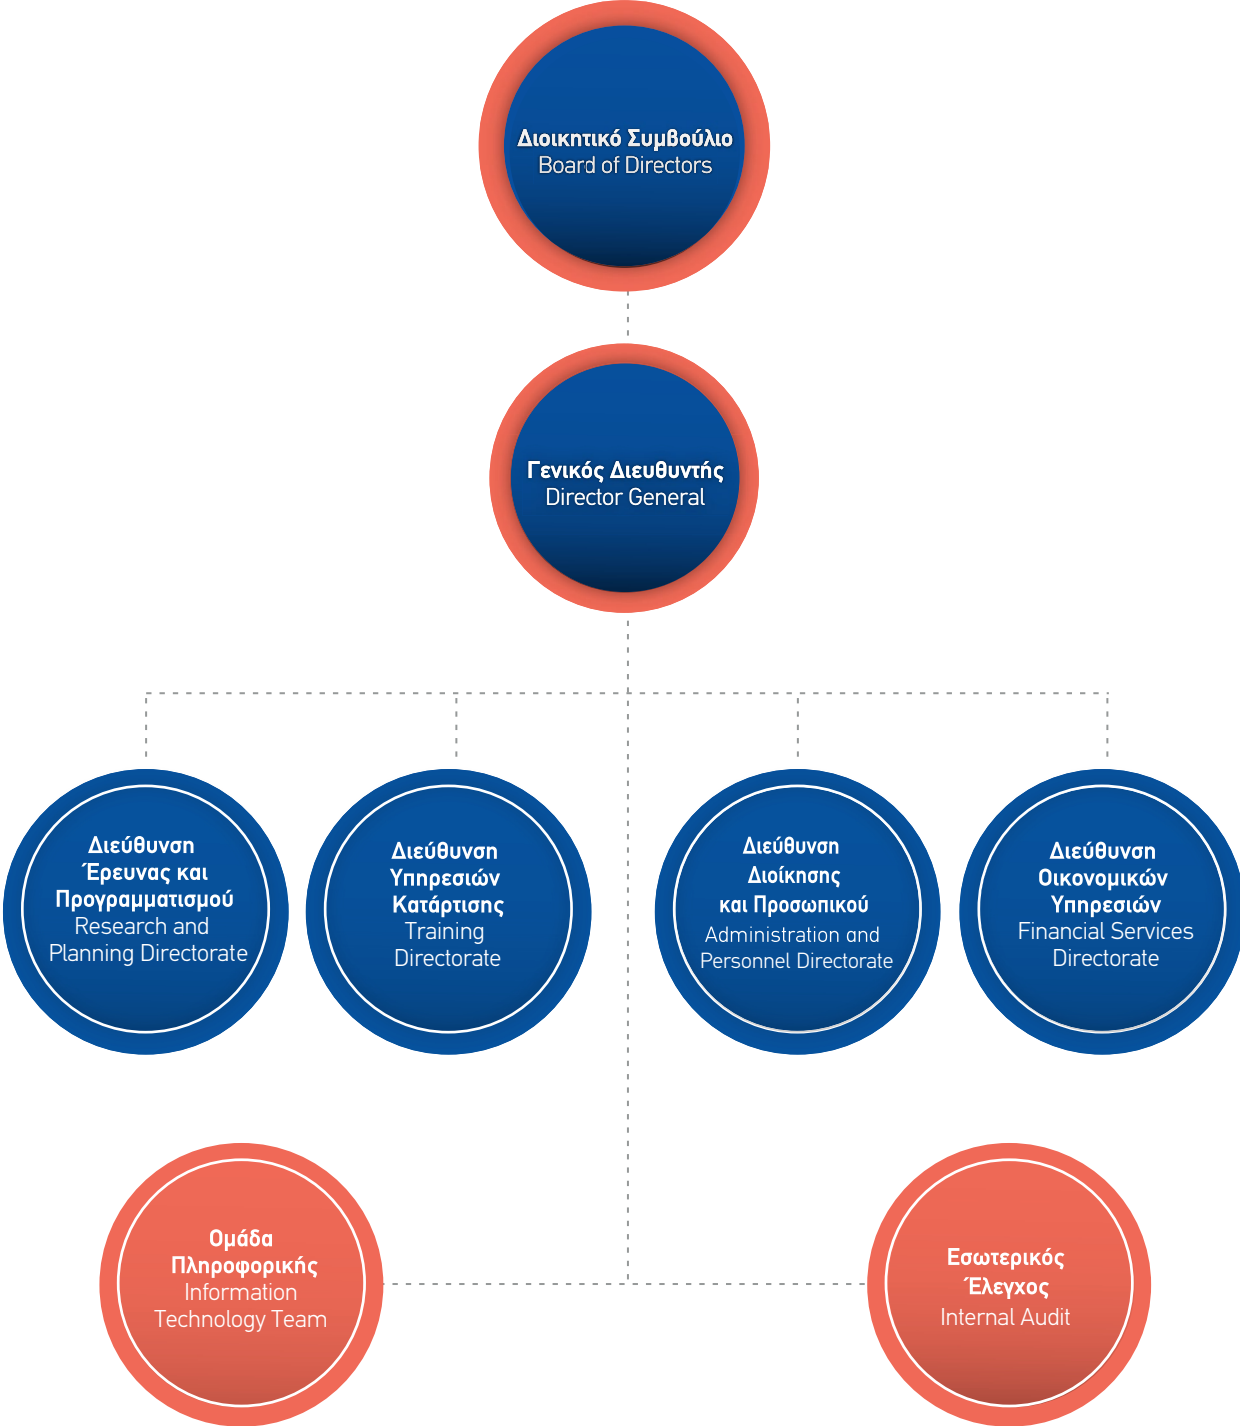 Διοικητικό Συμβούλιο
Board of Directors
Γενικός Διευθυντής
Director General
Διεύθυνση
Έρευνας και
Προγραμματισμού
Research and
Planning Directorate
Διεύθυνση
Υπηρεσιών
Κατάρτισης
Training
Directorate
Διεύθυνση
Διοίκησης
και Προσωπικού
Administration and
Personnel Directorate
Διεύθυνση
Οικονομικών
Υπηρεσιών
Financial Services
Directorate
Ομάδα
Πληροφορικής
Information
Technology Team
Εσωτερικός
Έλεγχος
Internal Audit